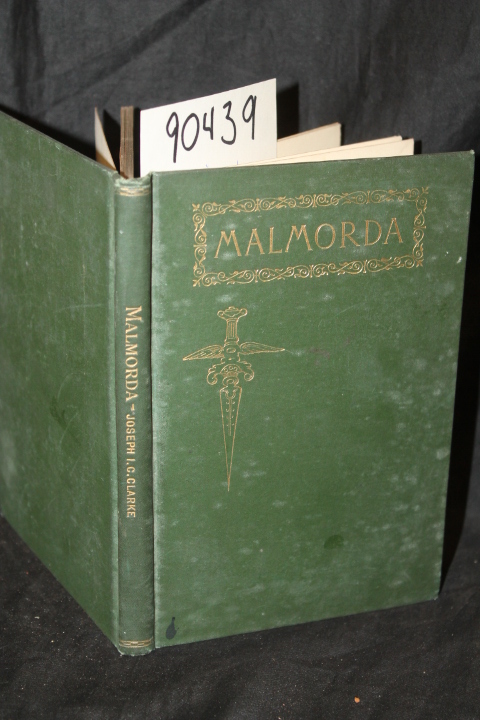 90439
MALMORDA
MALMORDA - JOSEPH I.C. CLARKE